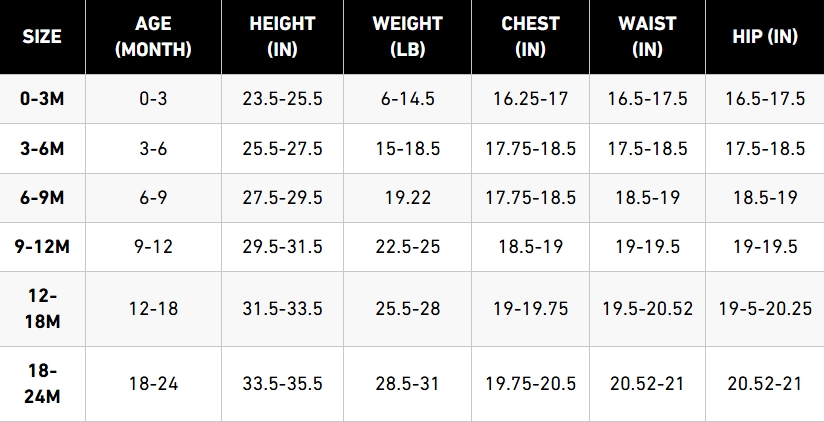 SIZE AGE (MONTH) HEIGHT (IN) WEIGHT (LB) CHEST (IN) WAIST (IN) HIP (IN)
0-3M 0-3 23.5-25.5 6-14.5 16.25-17 16.5-17.5 16.5-17.5
3-6M 3-6 25.5-27.5 15-18.5 17.75-18.5 17.5-18.5 17.5-18.5
6-9M 6-9 27.5-29.5 19.22 17.75-18.5 18.5-19 18.5-19
9-12M 9-12 29.5-31.5 22.5-25 18.5-19 19-19.5 19-19.5
12-18M 12-18 31.5-33.5 25.5-28 19-19.75 19.5-20.52 19-5-20.25
18-24M 18-24 33.5-35.5 28.5-31 19.75-20.5 20.52-21 20.52-21